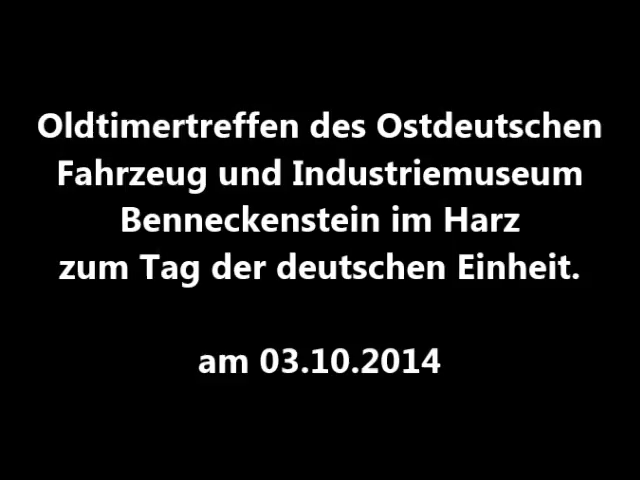 Oldtimertreffen des Ostdeutschen
Fahrzeug und Industriemuseum
Benneckenstein im Harz
zum Tag der deutschen Einheit.
am 03.10.2014